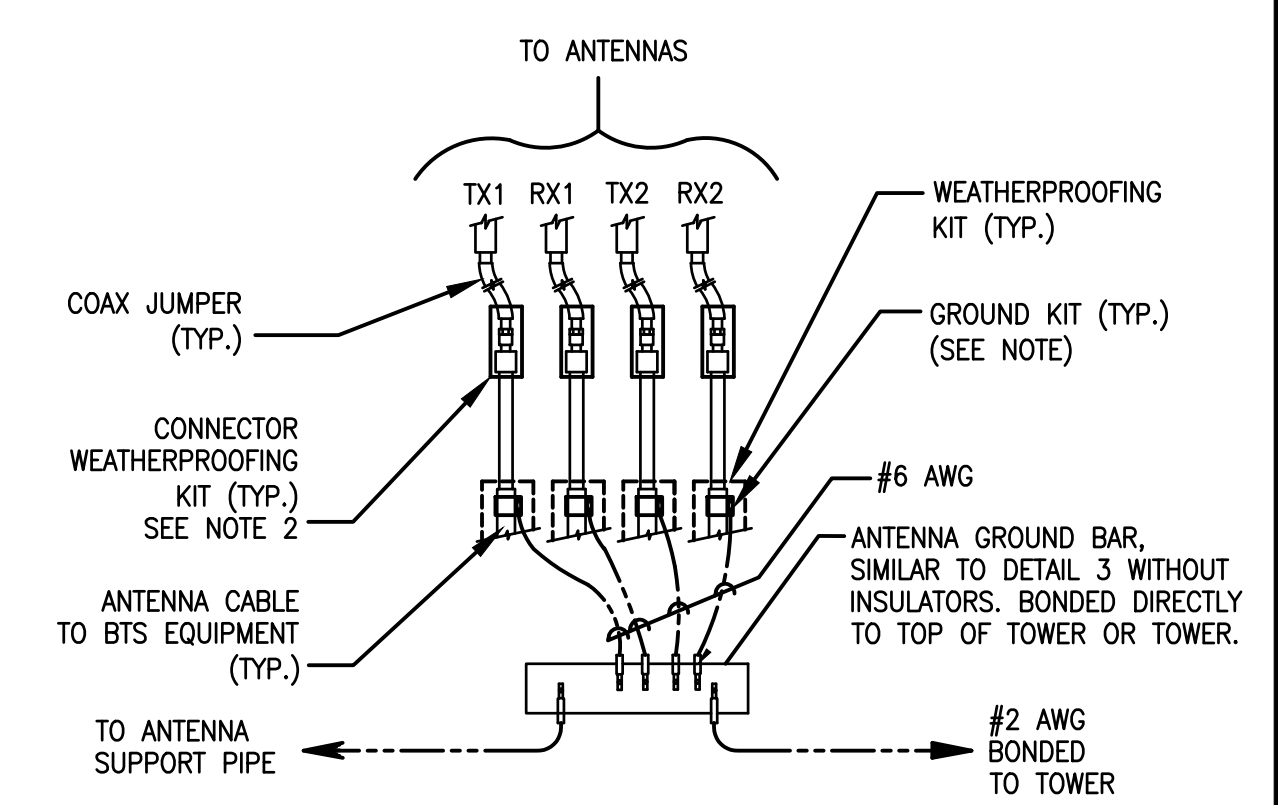 TO ANTENNAS
TX1 RX1 TX2 RX2
WEATHERPROOFING
KIT (TYP.)
COAX JUMPER
(TYP.)
GROUND KIT (TYP.)
(SEE NOTE)
CONNECTOR
WEATHERPROOFING
KIT (TYP.)
SEE NOTE 2
#6 AWG
ANTENNA GROUND BAR,
SIMILAR TO DETAIL 3 WITHOUT
INSULATORS. BONDED DIRECTLY
TO TOP OF TOWER OR TOWER.
ANTENNA CABLE
TO BTS EQUIPMENT
(TYP.)
TO ANTENNA
SUPPORT PIPE
#2 AWG
BONDED
TO TOWER